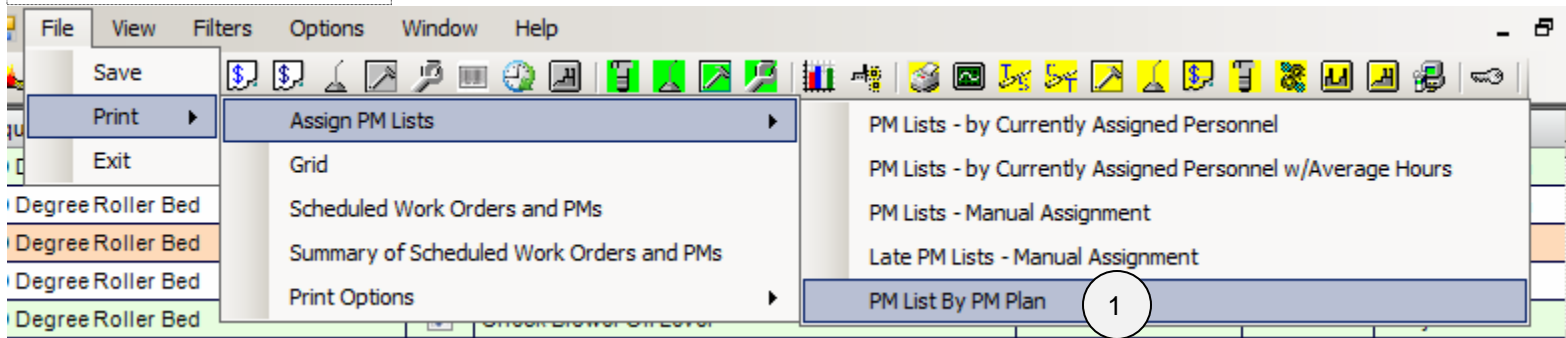 File View Filters Options Window Help
Save
Print
Exit
Assign PM Lists
Grid
Scheduled Work Orders and PMs
Summary of Scheduled Work Orders and PMs
Print Options
PM Lists - by Currently Assigned Personnel
PM Lists - by Currently Assigned Personnel w/Average Hours
PM Lists - Manual Assignment
Late PM Lists - Manual Assignment
PM List By PM Plan 1
Degree Roller Bed
Degree Roller Bed
Degree Roller Bed
Degree Roller Bed